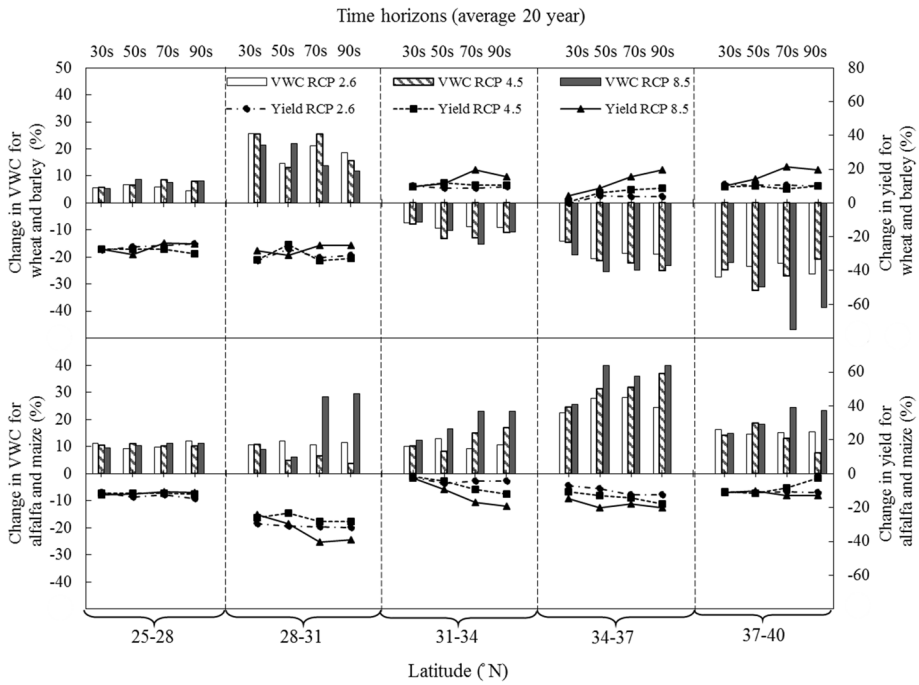 Time horizons (average 20 year)
30s 50s 70s 90s 30s 50s 70s 90s 30s 50s 70s 90s 30s 50s 70s 90s 30s 50s 70s 90s
VWC RCP 2.6 VWC RCP 4.5 VWC RCP 8.5
Yield RCP 2.6 Yield RCP 4.5 Yield RCP 8.5
Change in VWC for
wheat and barley (%)
50
40
30
20
10
0
-10
-20
-30
-40
80
60
40
20
0
-20
-40
-60
Change in yield for
wheat and barley (%)
Change in VWC for
alfalfa and maize (%)
40
30
20
10
0
-10
-20
-30
-40
60
40
20
0
-20
-40
-60
Change in yield for
alfalfa and maize (%)
25-28 28-31 31-34 34-37 37-40
Latitude (°N)